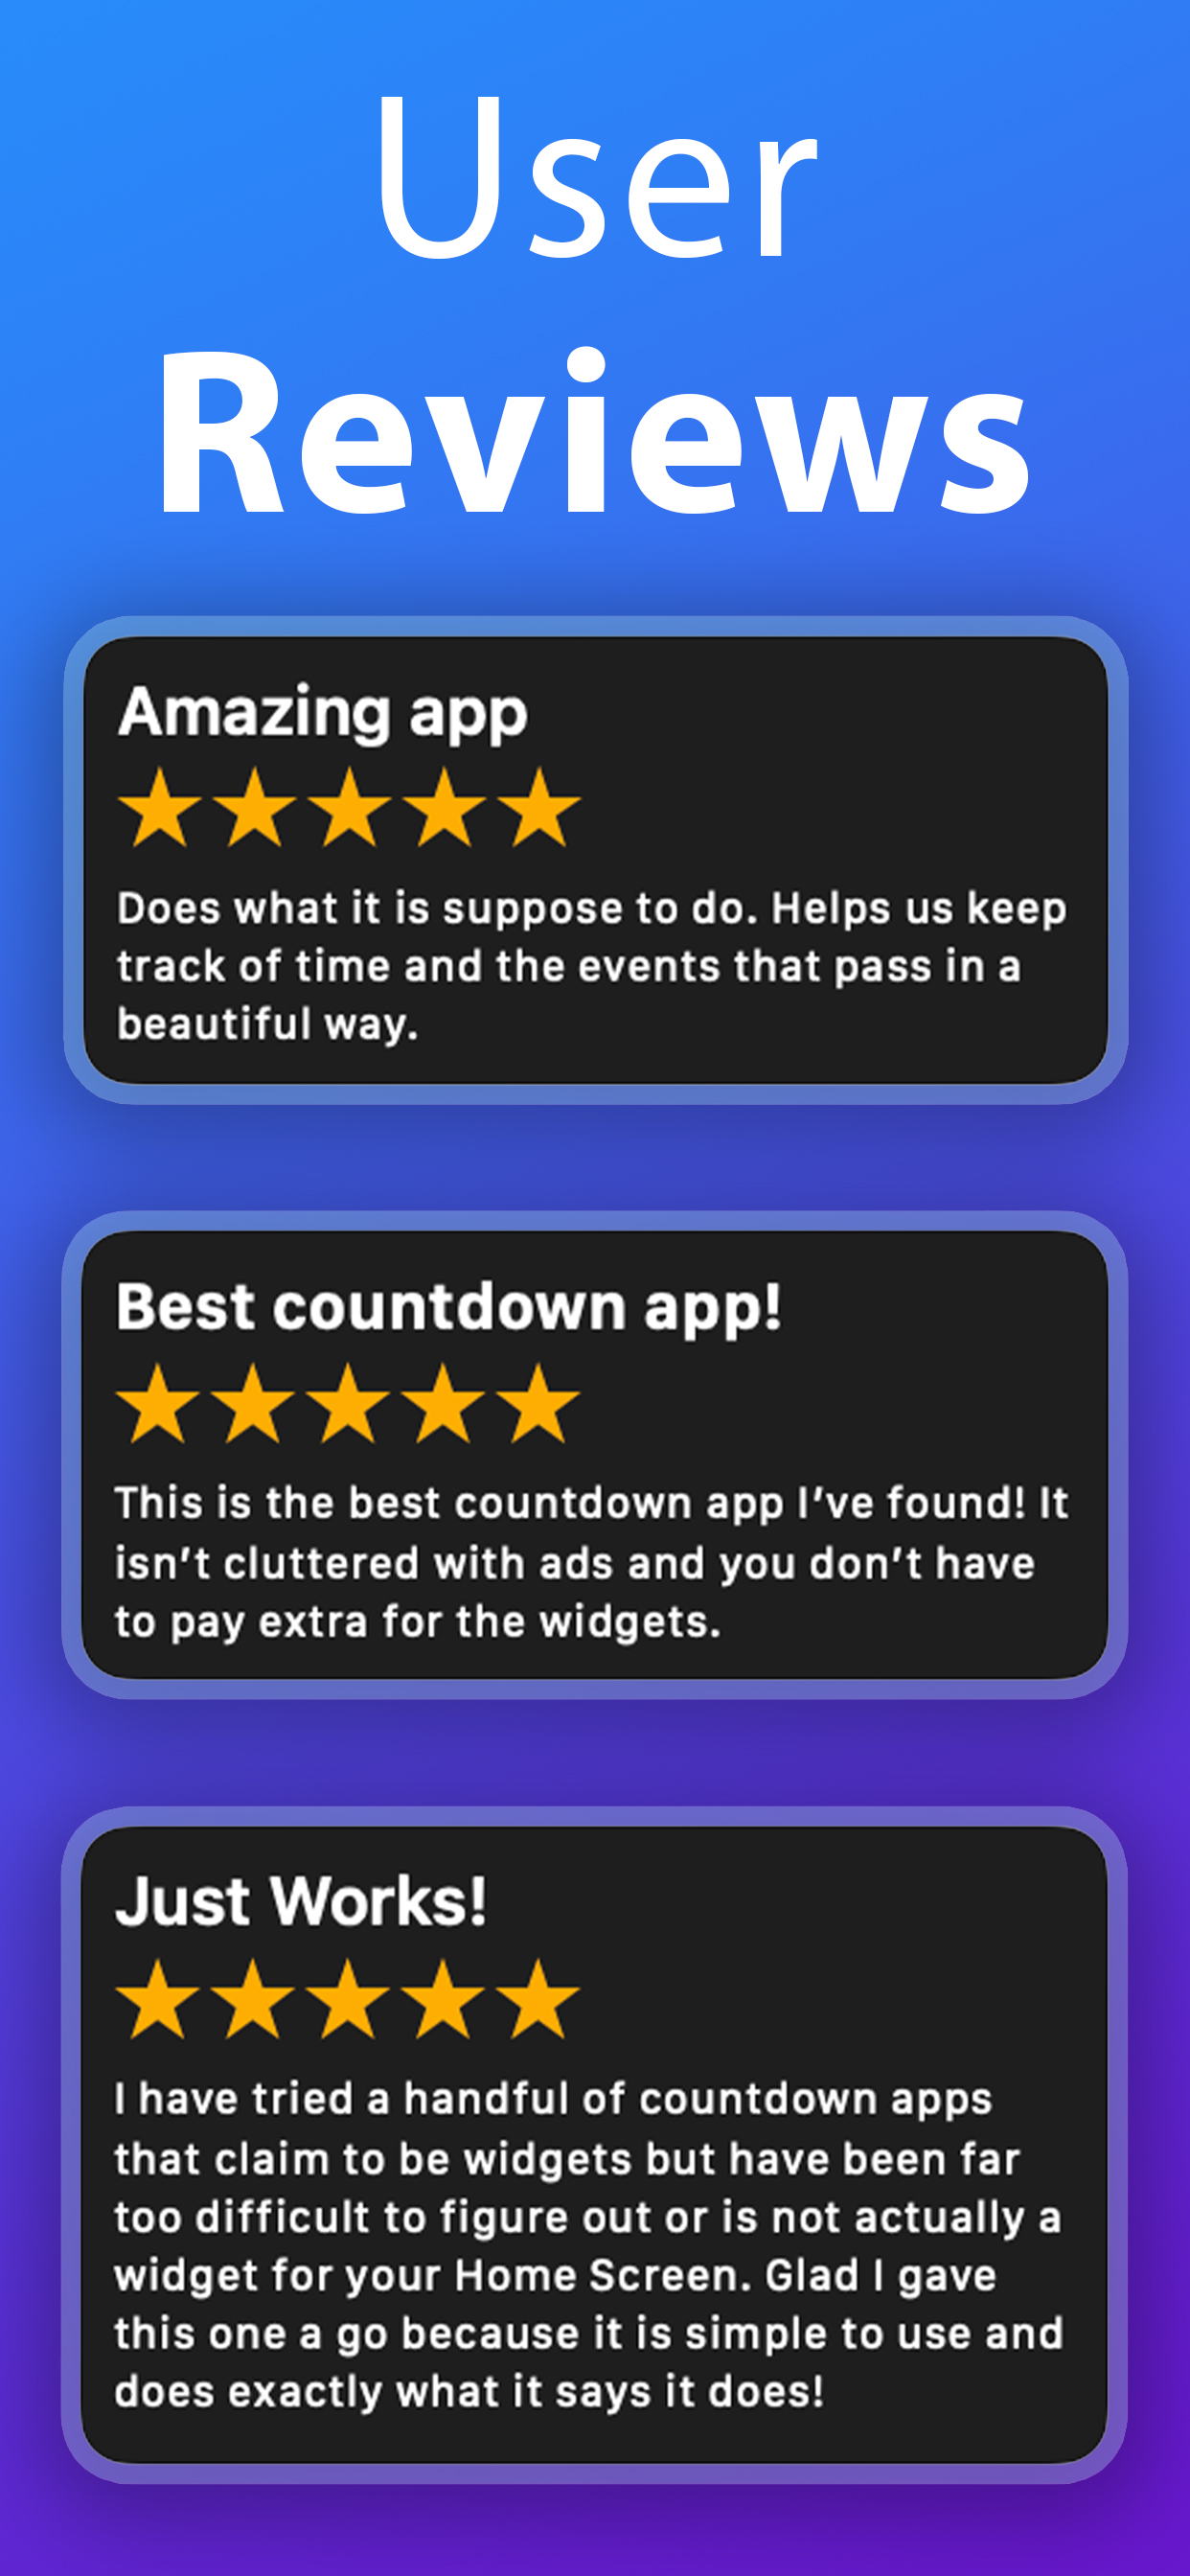 User
Reviews
Amazing app
★★★★★
Does what it is suppose to do. Helps us keep
track of time and the events that pass in a
beautiful way.
Best countdown app!
★★★★★
This is the best countdown app I’ve found! It
isn’t cluttered with ads and you don’t have
to pay extra for the widgets.
Just Works!
★★★★★
I have tried a handful of countdown apps
that claim to be widgets but have been far
too difficult to figure out or is not actually a
widget for your Home Screen. Glad I gave
this one a go because it is simple to use and
does exactly what it says it does!